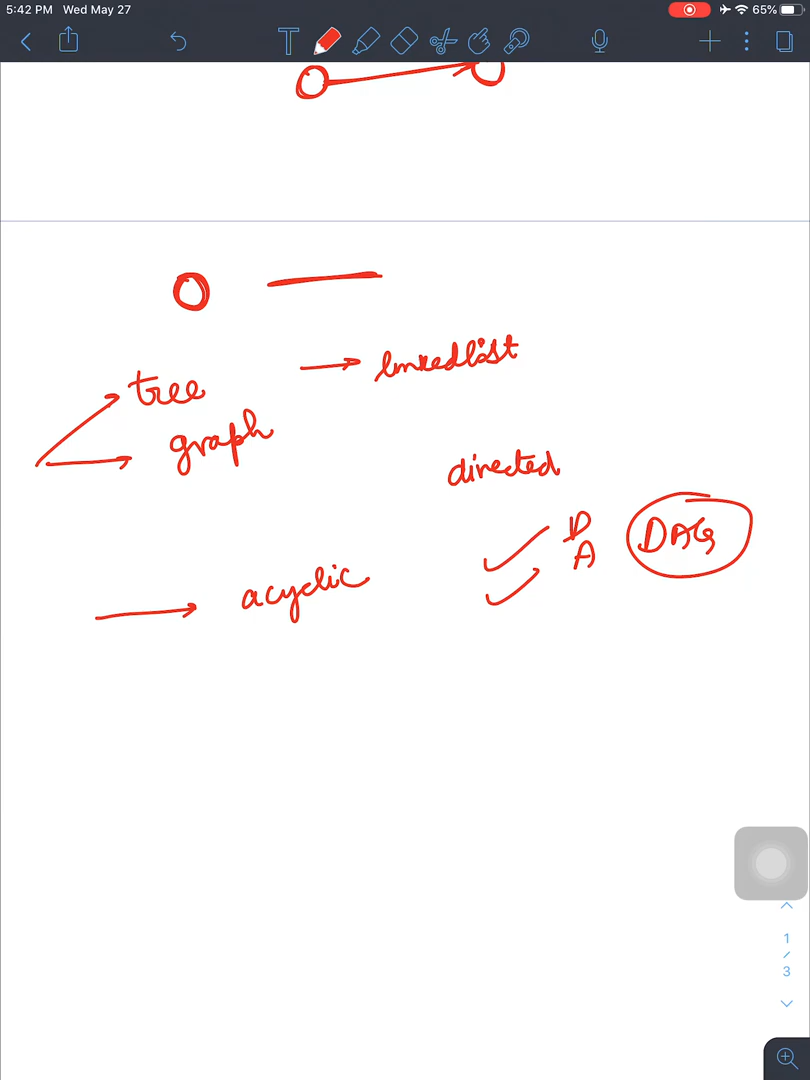 5:42 PM Wed May 27
65%
T
linkedlist
tree
graph
directed
D
DAG
A
acyclic
1
/
3